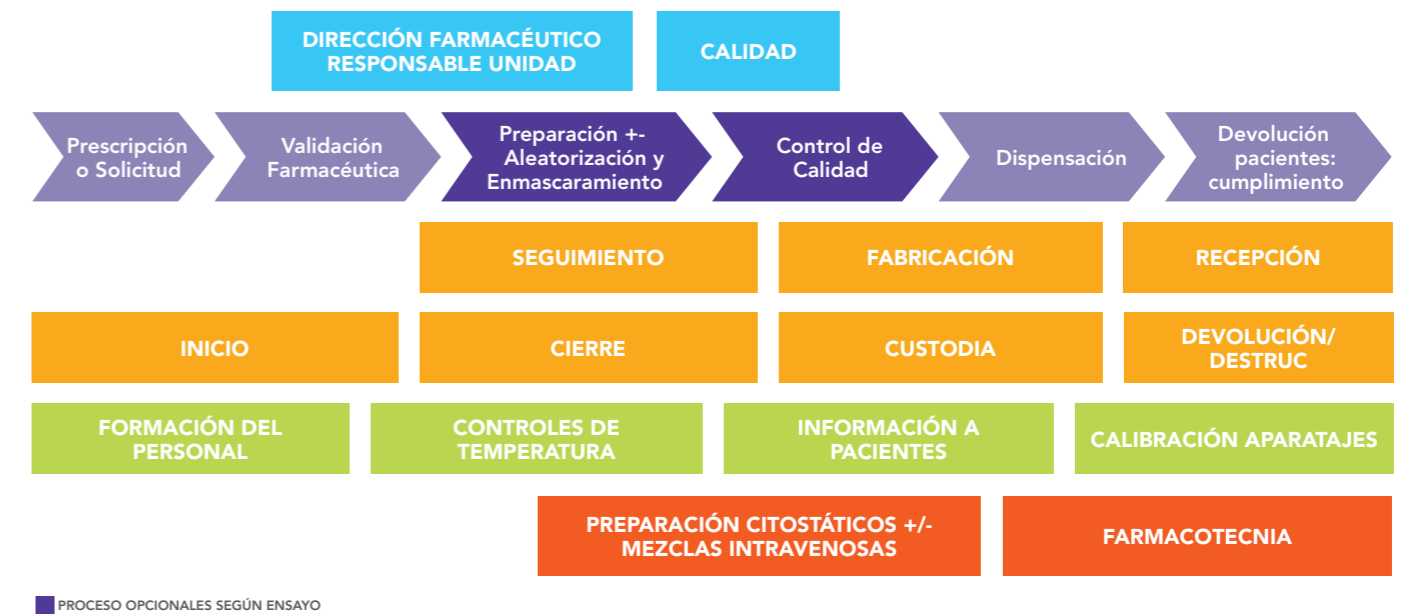 DIRECCIÓN FARMACÉUTICO
RESPONSABLE UNIDAD
CALIDAD
Prescripción
o Solicitud
Validación
Farmacéutica
Preparación +-
Aleatorización y
Enmascaramiento
Control de
Calidad
Dispensación
Devolución
pacientes:
cumplimiento
SEGUIMIENTO
FABRICACIÓN
RECEPCIÓN
INICIO
CIERRE
CUSTODIA
DEVOLUCIÓN/
DESTRUC
FORMACIÓN DEL
PERSONAL
CONTROLES DE
TEMPERATURA
INFORMACIÓN A
PACIENTES
CALIBRACIÓN APARATAJES
PREPARACIÓN CITOSTÁTICOS +/-
MEZCLAS INTRAVENOSAS
FARMACOTECNIA
PROCESO OPCIONALES SEGÚN ENSAYO